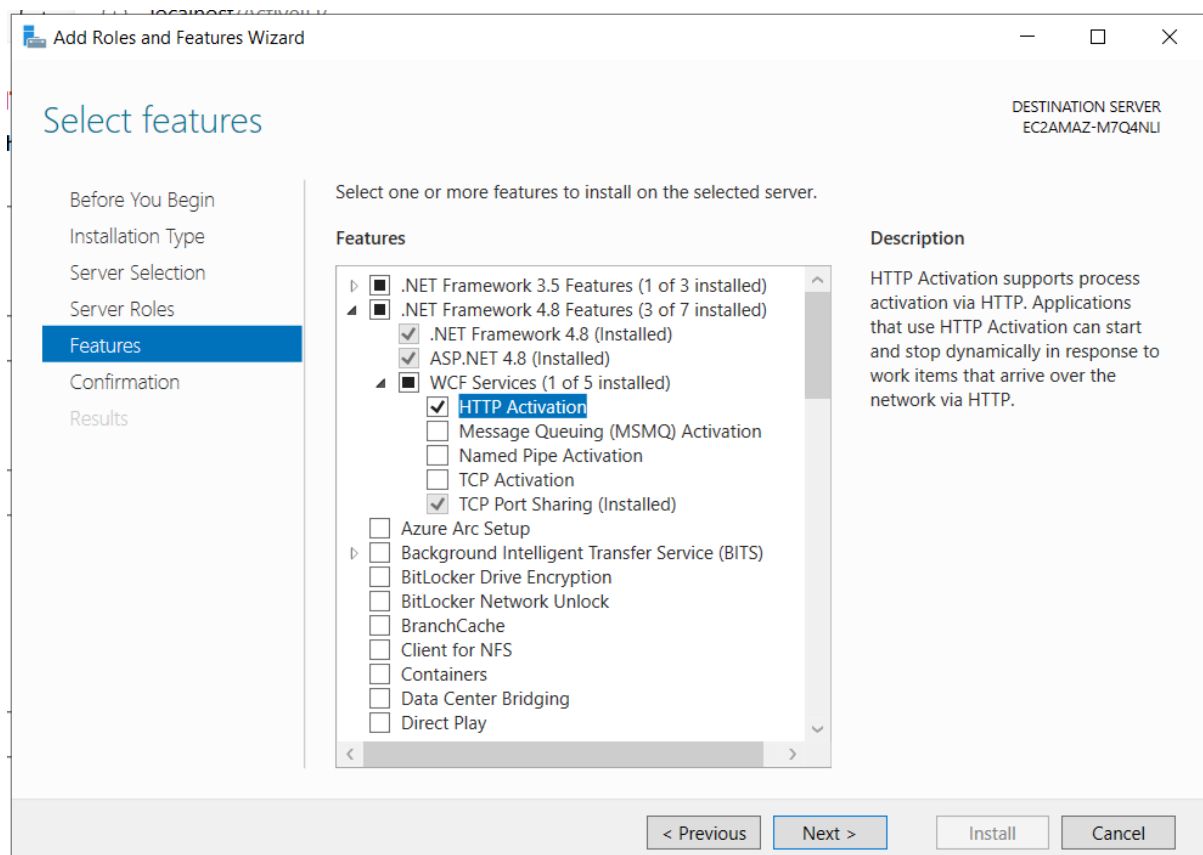 Add Roles and Features Wizard
Select features
DESTINATION SERVER
EC2AMAZ-M7Q4NLI
Before You Begin
Installation Type
Server Selection
Server Roles
Features
Confirmation
Results
Select one or more features to install on the selected server.
Features
.NET Framework 3.5 Features (1 of 3 installed)
.NET Framework 4.8 Features (3 of 7 installed)
.NET Framework 4.8 (Installed)
ASP.NET 4.8 (Installed)
WCF Services (1 of 5 installed)
HTTP Activation
Message Queuing (MSMQ) Activation
Named Pipe Activation
TCP Activation
TCP Port Sharing (Installed)
Azure Arc Setup
Background Intelligent Transfer Service (BITS)
BitLocker Drive Encryption
BitLocker Network Unlock
BranchCache
Client for NFS
Containers
Data Center Bridging
Direct Play
Description
HTTP Activation supports process
activation via HTTP. Applications
that use HTTP Activation can start
and stop dynamically in response to
work items that arrive over the
network via HTTP.
< Previous
Next >
Install
Cancel